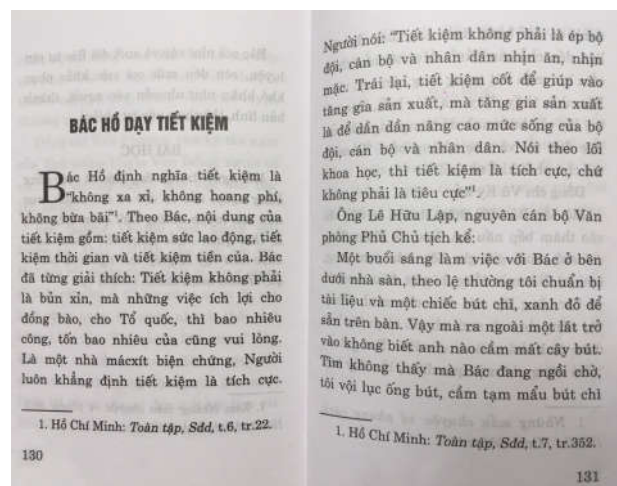 BÁC HỒ DẠY TIẾT KIỆM
Bác Hồ định nghĩa tiết kiệm là
"không xa xỉ, không hoang phí,
không bừa bãi"¹. Theo Bác, nội dung của
tiết kiệm gồm: tiết kiệm sức lao động, tiết
kiệm thời gian và tiết kiệm tiền của. Bác
đã từng giải thích: Tiết kiệm không phải
là bủn xỉn, mà những việc ích lợi cho
đồng bào, cho Tổ quốc, thì bao nhiêu
công, tốn bao nhiêu của cũng vui lòng.
Là một nhà mácxít biện chứng, Người
luôn khẳng định tiết kiệm là tích cực.
1. Hồ Chí Minh: Toàn tập, Sđd, t.6, tr.22.
130
Người nói: "Tiết kiệm không phải là ép bộ
đội, cán bộ và nhân dân nhịn ăn, nhịn
mặc. Trái lại, tiết kiệm cốt để giúp vào
tăng gia sản xuất, mà tăng gia sản xuất
là để dần dần nâng cao mức sống của bộ
đội, cán bộ và nhân dân. Nói theo lối
khoa học, thì tiết kiệm là tích cực, chứ
không phải là tiêu cực"¹.
Ông Lê Hữu Lập, nguyên cán bộ Văn
phòng Phủ Chủ tịch kể:
Một buổi sáng làm việc với Bác ở bên
dưới nhà sàn, theo lệ thường tôi chuẩn bị
tài liệu và một chiếc bút chì, xanh đỏ để
sẵn trên bàn. Vậy mà ra ngoài một lát trở
vào không biết anh nào cầm mất cây bút.
Tìm không thấy mà Bác đang ngồi chờ,
tôi vội lục ống bút, cầm tạm mẩu bút chì
1. Hồ Chí Minh: Toàn tập, Sđd, t.7, tr.352.
131